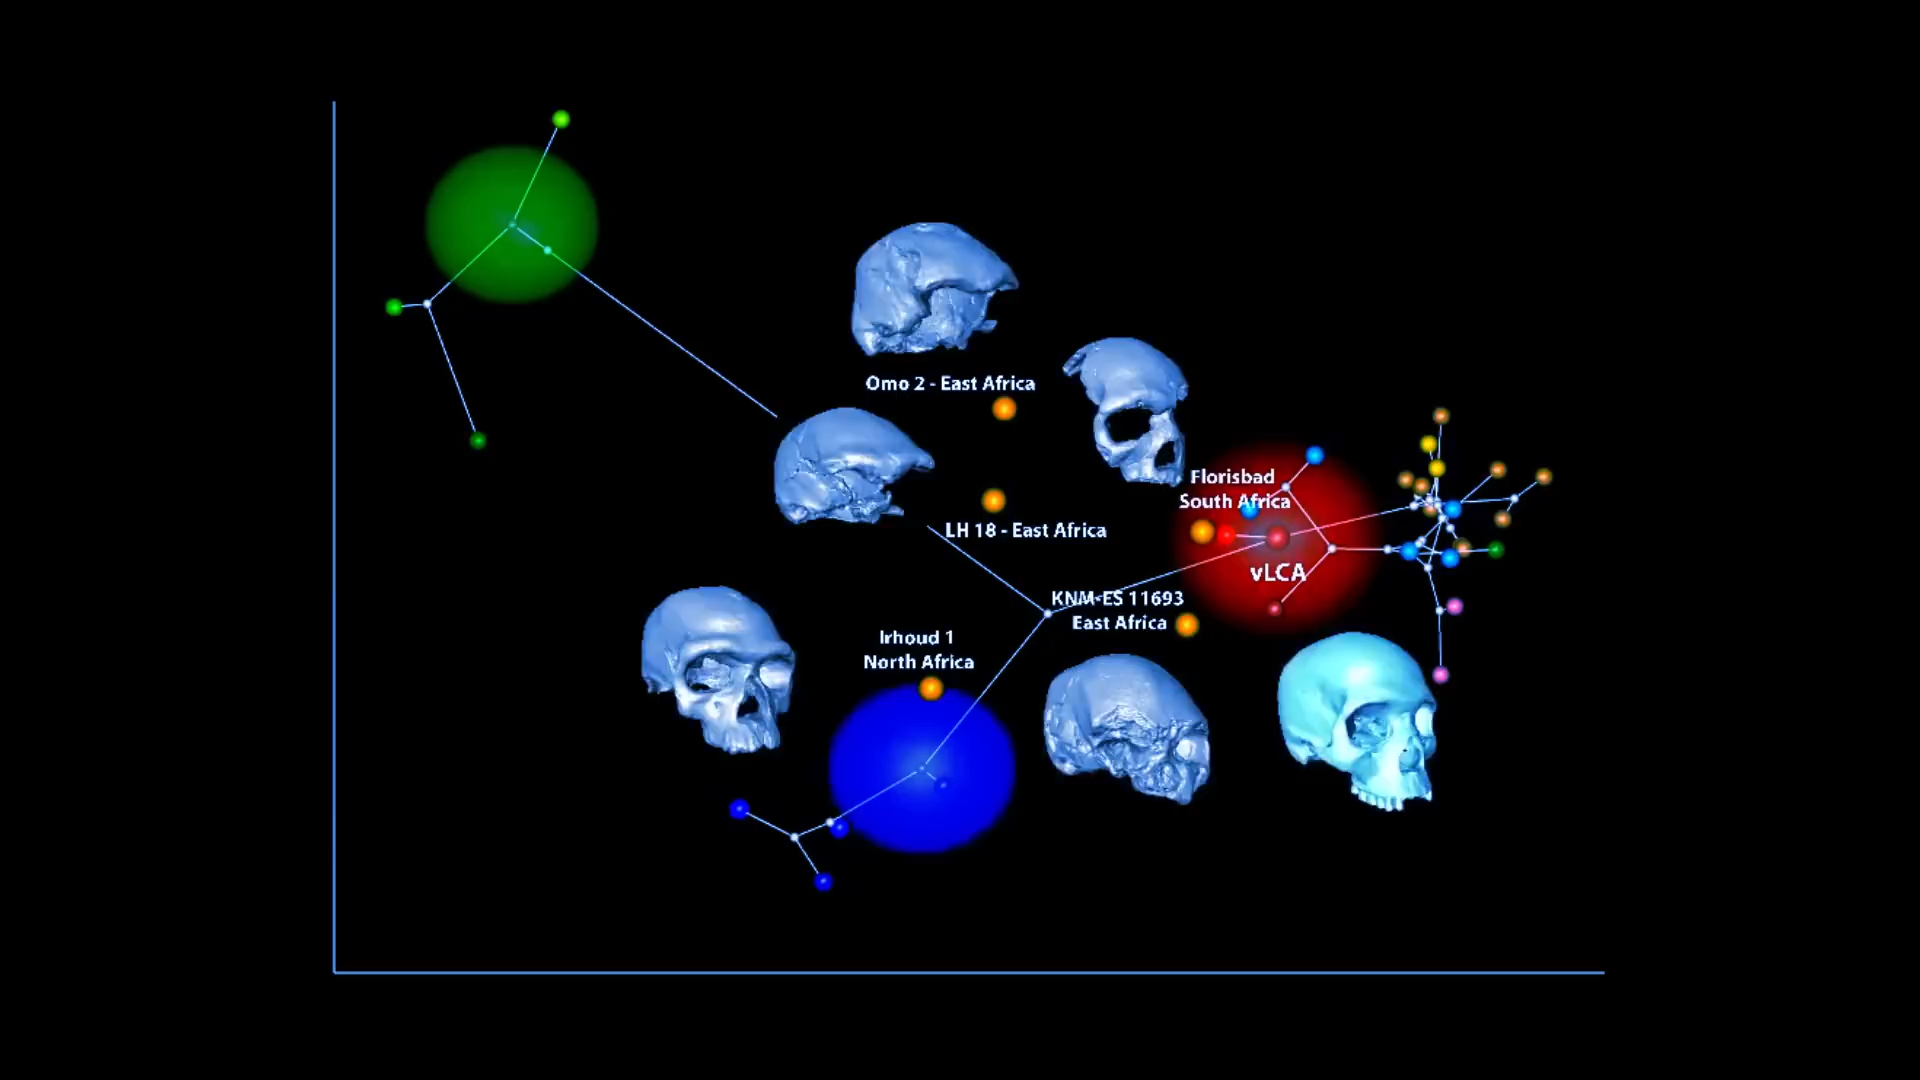 Omo 2 - East Africa
Florisbad
South Africa
LH 18 - East Africa
vLCA
KNM-ES 11693
East Africa
Irhoud 1
North Africa